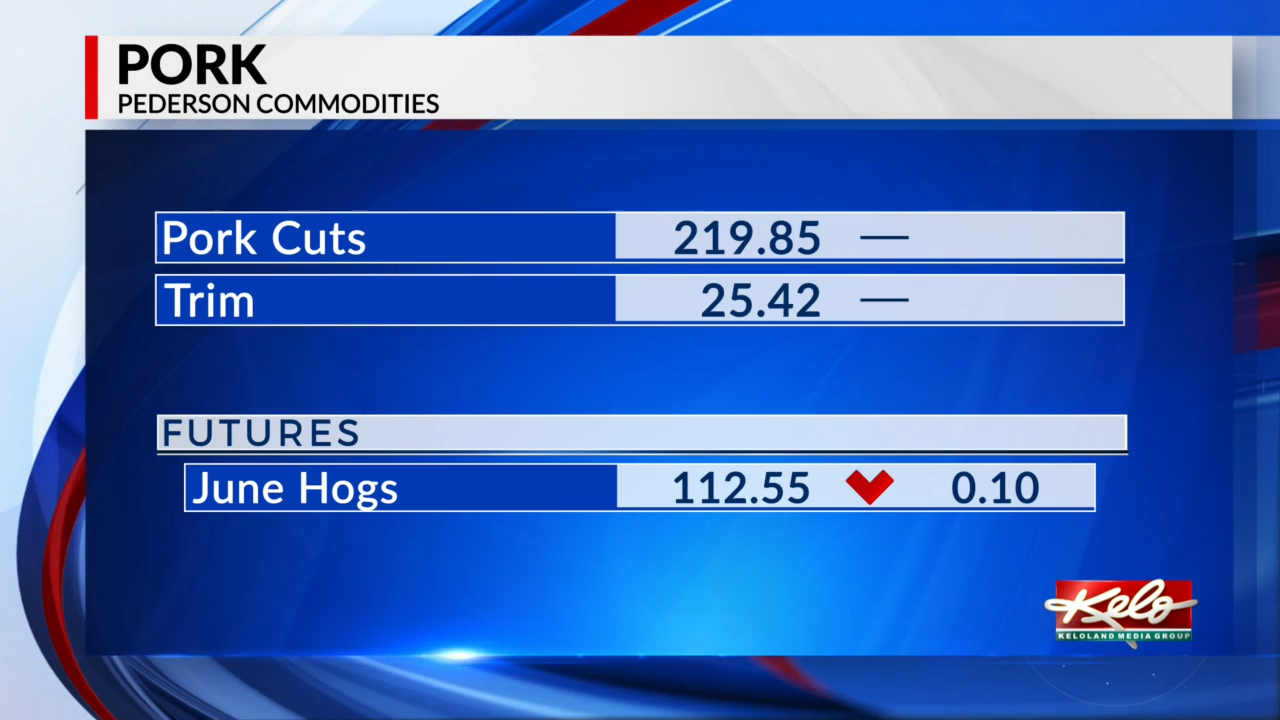 PORK
PEDERSON COMMODITIES
Pork Cuts 219.85 —
Trim 25.42 —
FUTURES
June Hogs 112.55 0.10
Kelo
KELOLAND MEDIA GROUP